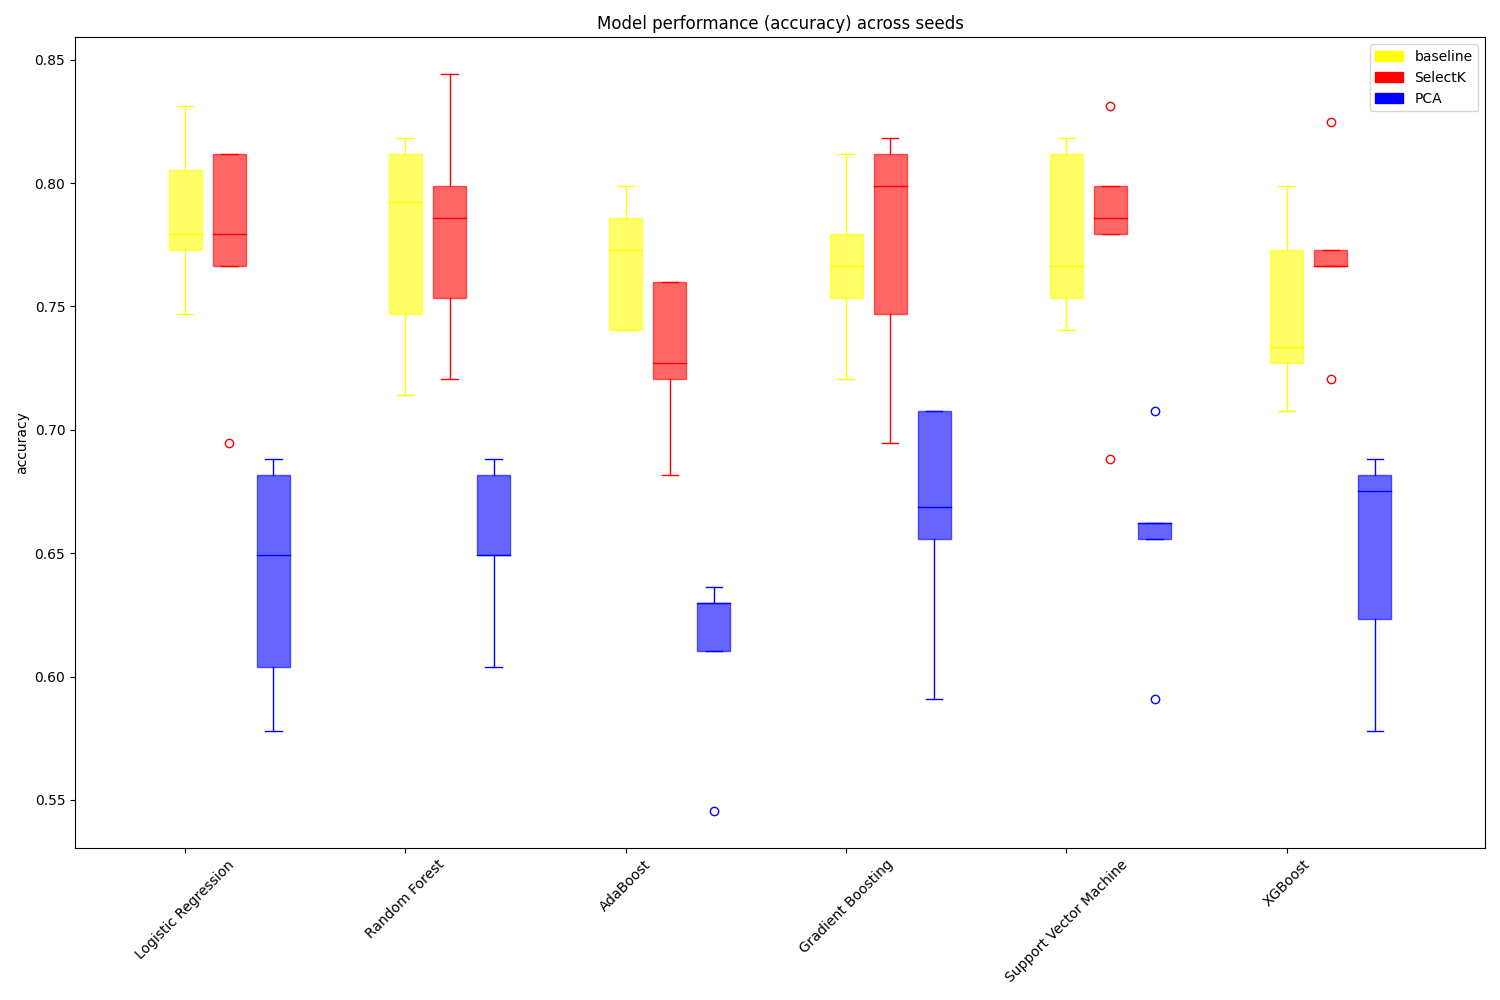 Model performance (accuracy) across seeds
baseline
SelectK
PCA
accuracy
0.85
0.80
0.75
0.70
0.65
0.60
0.55
Logistic Regression
Random Forest
AdaBoost
Gradient Boosting
Support Vector Machine
XGBoost